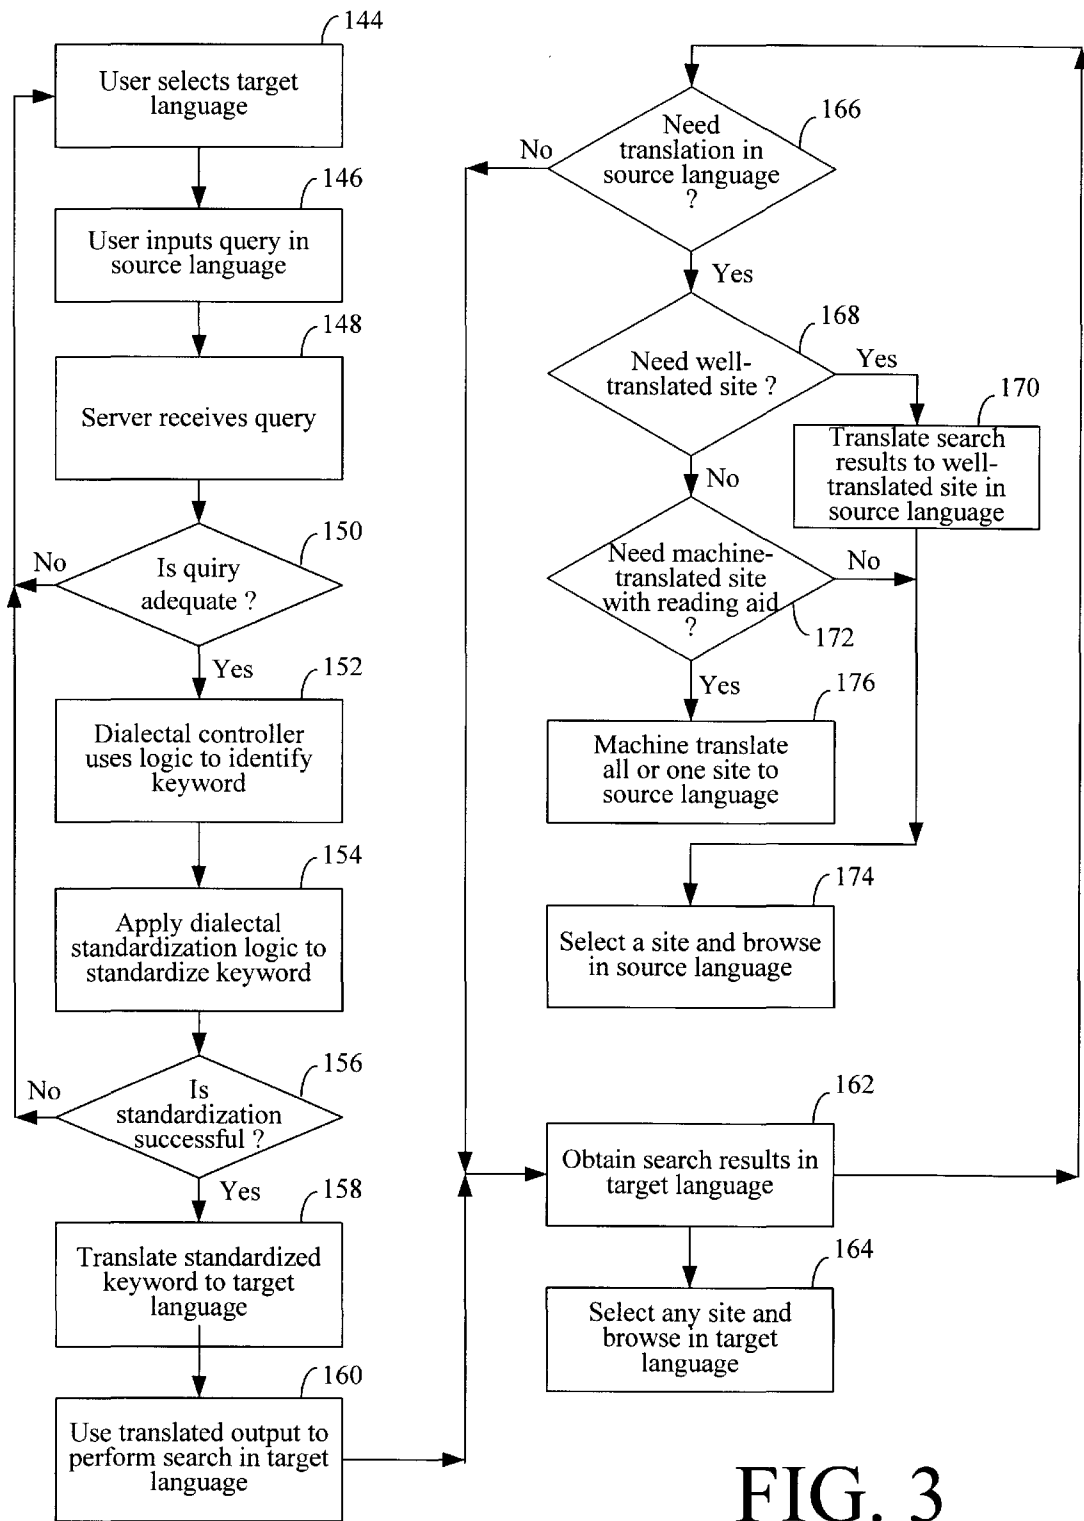 144
User selects target
language
146
User inputs query in
source language
148
Server receives query
150
No
Is quiry
adequate ?
Yes
152
Dialectal controller
uses logic to identify
keyword
154
Apply dialectal
standardization logic to
standardize keyword
156
No
Is
standardization
successful ?
Yes
158
Translate standardized
keyword to target
language
160
Use translated output to
perform search in target
language
166
No
Need
translation in
source language
?
Yes
168
Need well-
translated site ?
Yes
170
Translate search
results to well-
translated site in
source language
No
Need machine-
translated site
with reading aid
?
No
172
Yes
176
Machine translate
all or one site to
source language
174
Select a site and browse
in source language
162
Obtain search results in
target language
164
Select any site and
browse in target
language
FIG. 3